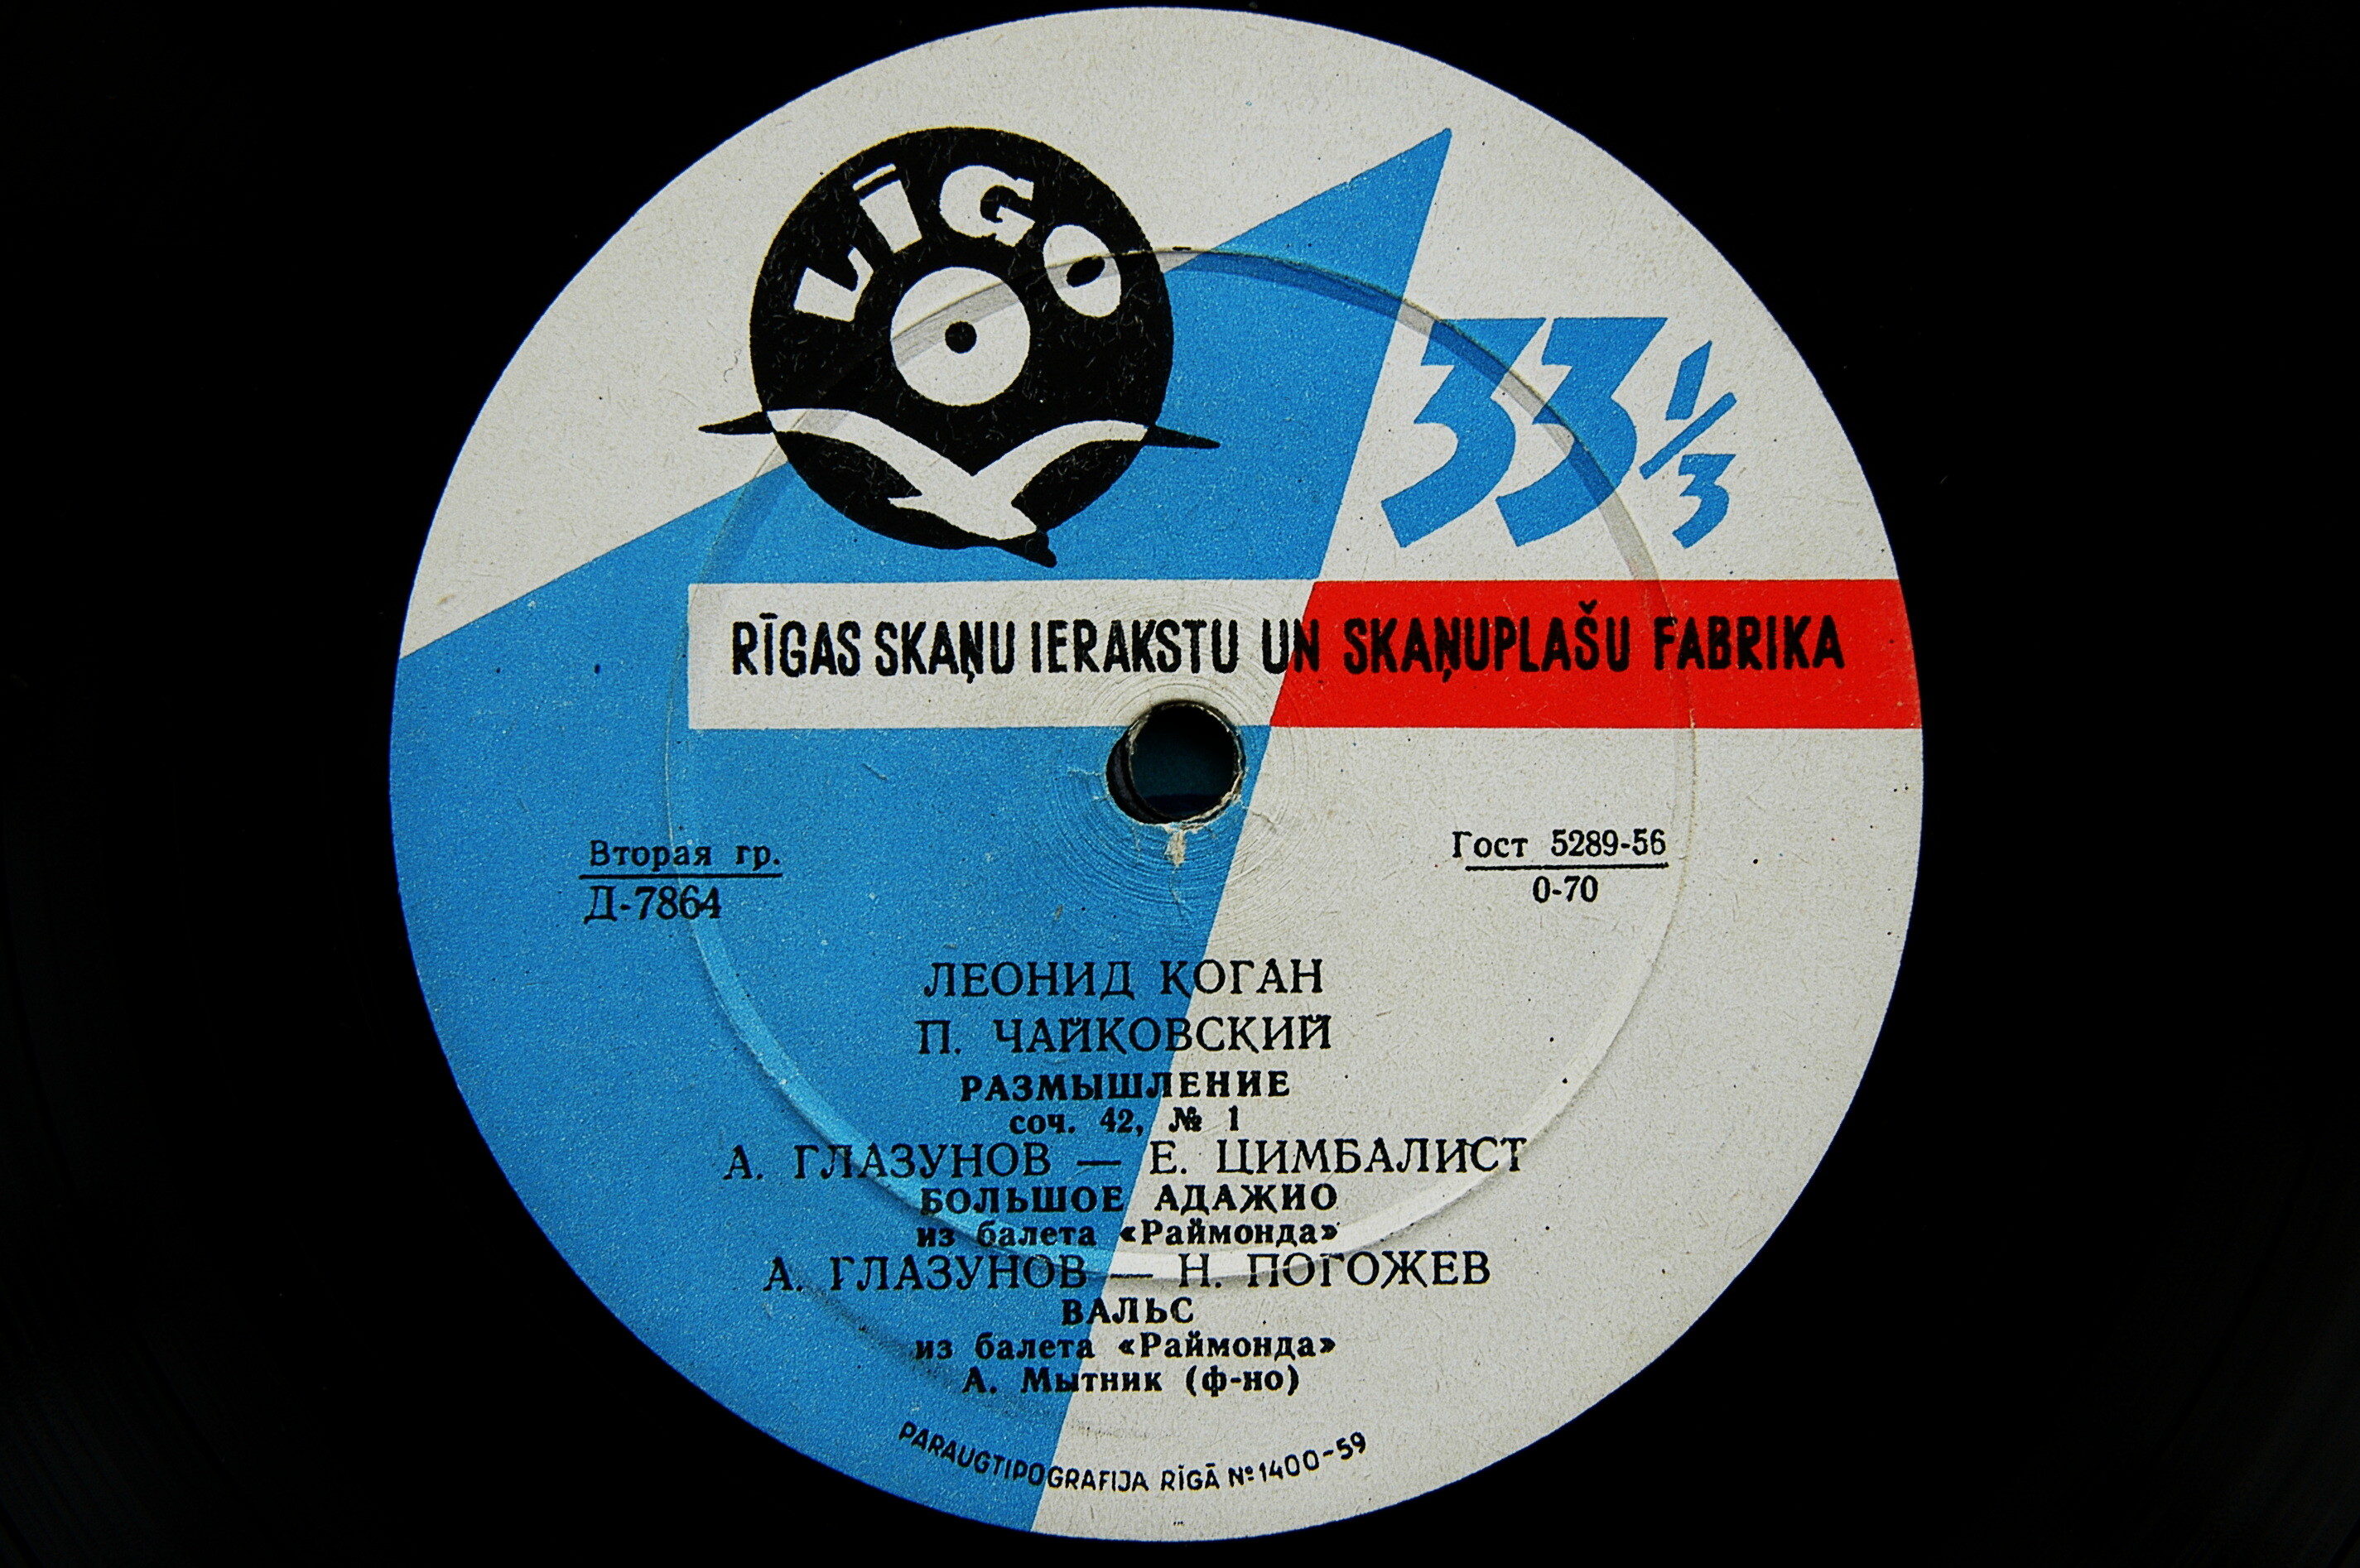 LĪGO
33 1/3
RĪGAS SKAŅU IERAKSTU UN SKAŅUPLAŠU FABRIKA
Вторая гр.
Д-7864
Гост 5289-56
0-70
ЛЕОНИД КОГАН
П. ЧАЙКОВСКИЙ
РАЗМЫШЛЕНИЕ
соч. 42, № 1
А. ГЛАЗУНОВ — Е. ЦИМБАЛИСТ
БОЛЬШОЕ АДАЖИО
из балета «Раймонда»
А. ГЛАЗУНОВ — Н. ПОГОЖЕВ
ВАЛЬС
из балета «Раймонда»
А. Мытник (ф-но)
PARAUGTIPOGRAFIJA RĪGĀ № 1400-59